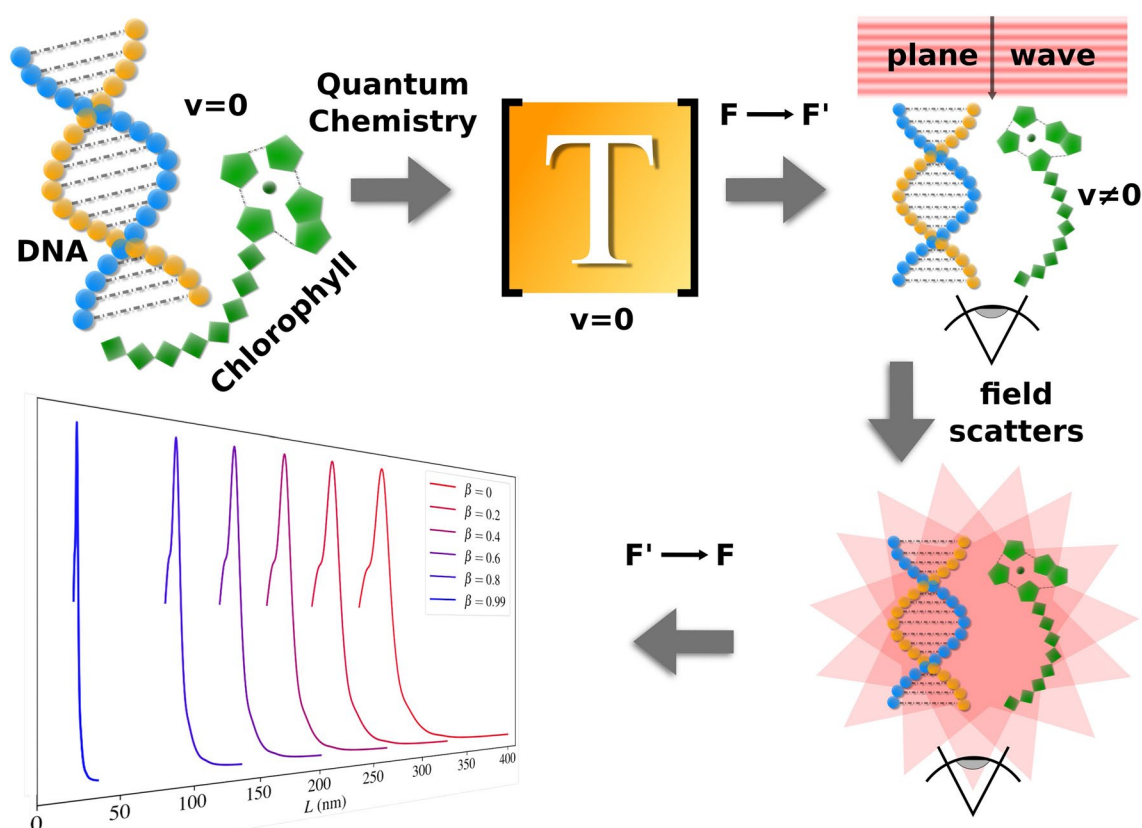 DNA
v=0
Chlorophyll
Quantum
Chemistry
[T]
v=0
F → F'
plane wave
v≠0
field
scatters
F' → F
β = 0
β = 0.2
β = 0.4
β = 0.6
β = 0.8
β = 0.99
0 50 100 150 200 250 300 350 400
L (nm)